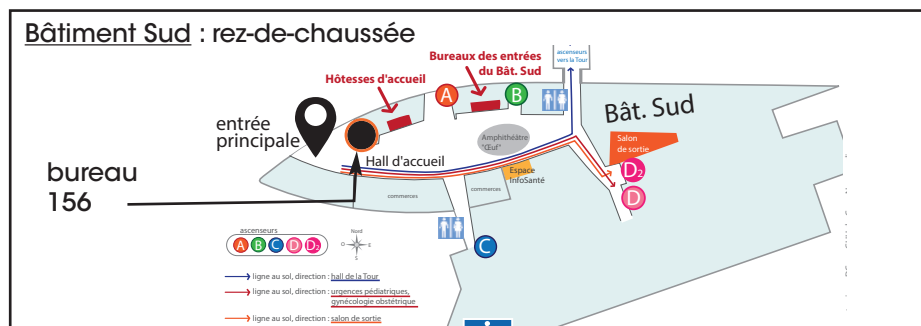 Bâtiment Sud : rez-de-chaussée
ascenseurs
vers la Tour
Bureaux des entrées
du Bât. Sud
Hôtesses d'accueil
A
B
Bât. Sud
entrée
principale
Amphithéâtre
"Œuf"
Salon
de sortie
Hall d'accueil
Espace
InfoSanté
D2
D
bureau
156
commerces
commerces
C
ascenseurs
A B C D D2
Nord
O E
S
ligne au sol, direction : hall de la Tour
ligne au sol, direction : urgences pédiatriques,
gynécologie obstétrique
ligne au sol, direction : salon de sortie